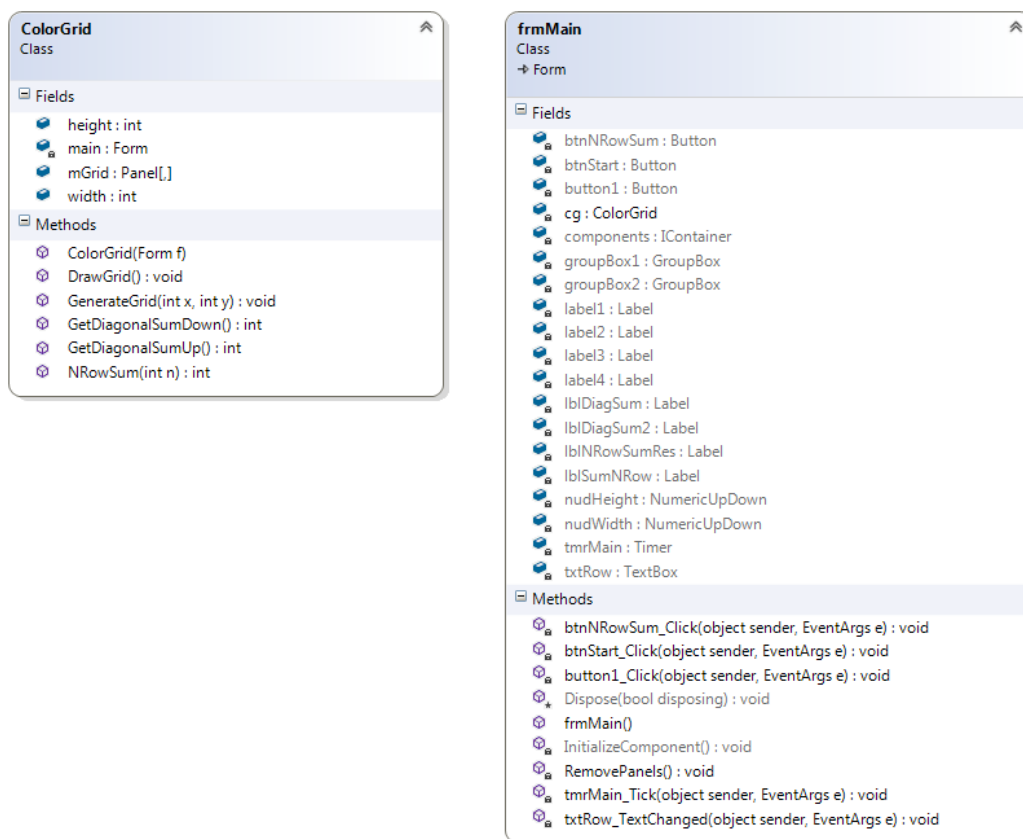 ColorGrid
Class
Fields
height : int
main : Form
mGrid : Panel[,]
width : int
Methods
ColorGrid(Form f)
DrawGrid() : void
GenerateGrid(int x, int y) : void
GetDiagonalSumDown() : int
GetDiagonalSumUp() : int
NRowSum(int n) : int
frmMain
Class
Form
Fields
btnNRowSum : Button
btnStart : Button
button1 : Button
cg : ColorGrid
components : IContainer
groupBox1 : GroupBox
groupBox2 : GroupBox
label1 : Label
label2 : Label
label3 : Label
label4 : Label
lblDiagSum : Label
lblDiagSum2 : Label
lblNRowSumRes : Label
lblSumNRow : Label
nudHeight : NumericUpDown
nudWidth : NumericUpDown
tmrMain : Timer
txtRow : TextBox
Methods
btnNRowSum_Click(object sender, EventArgs e) : void
btnStart_Click(object sender, EventArgs e) : void
button1_Click(object sender, EventArgs e) : void
Dispose(bool disposing) : void
frmMain()
InitializeComponent() : void
RemovePanels() : void
tmrMain_Tick(object sender, EventArgs e) : void
txtRow_TextChanged(object sender, EventArgs e) : void